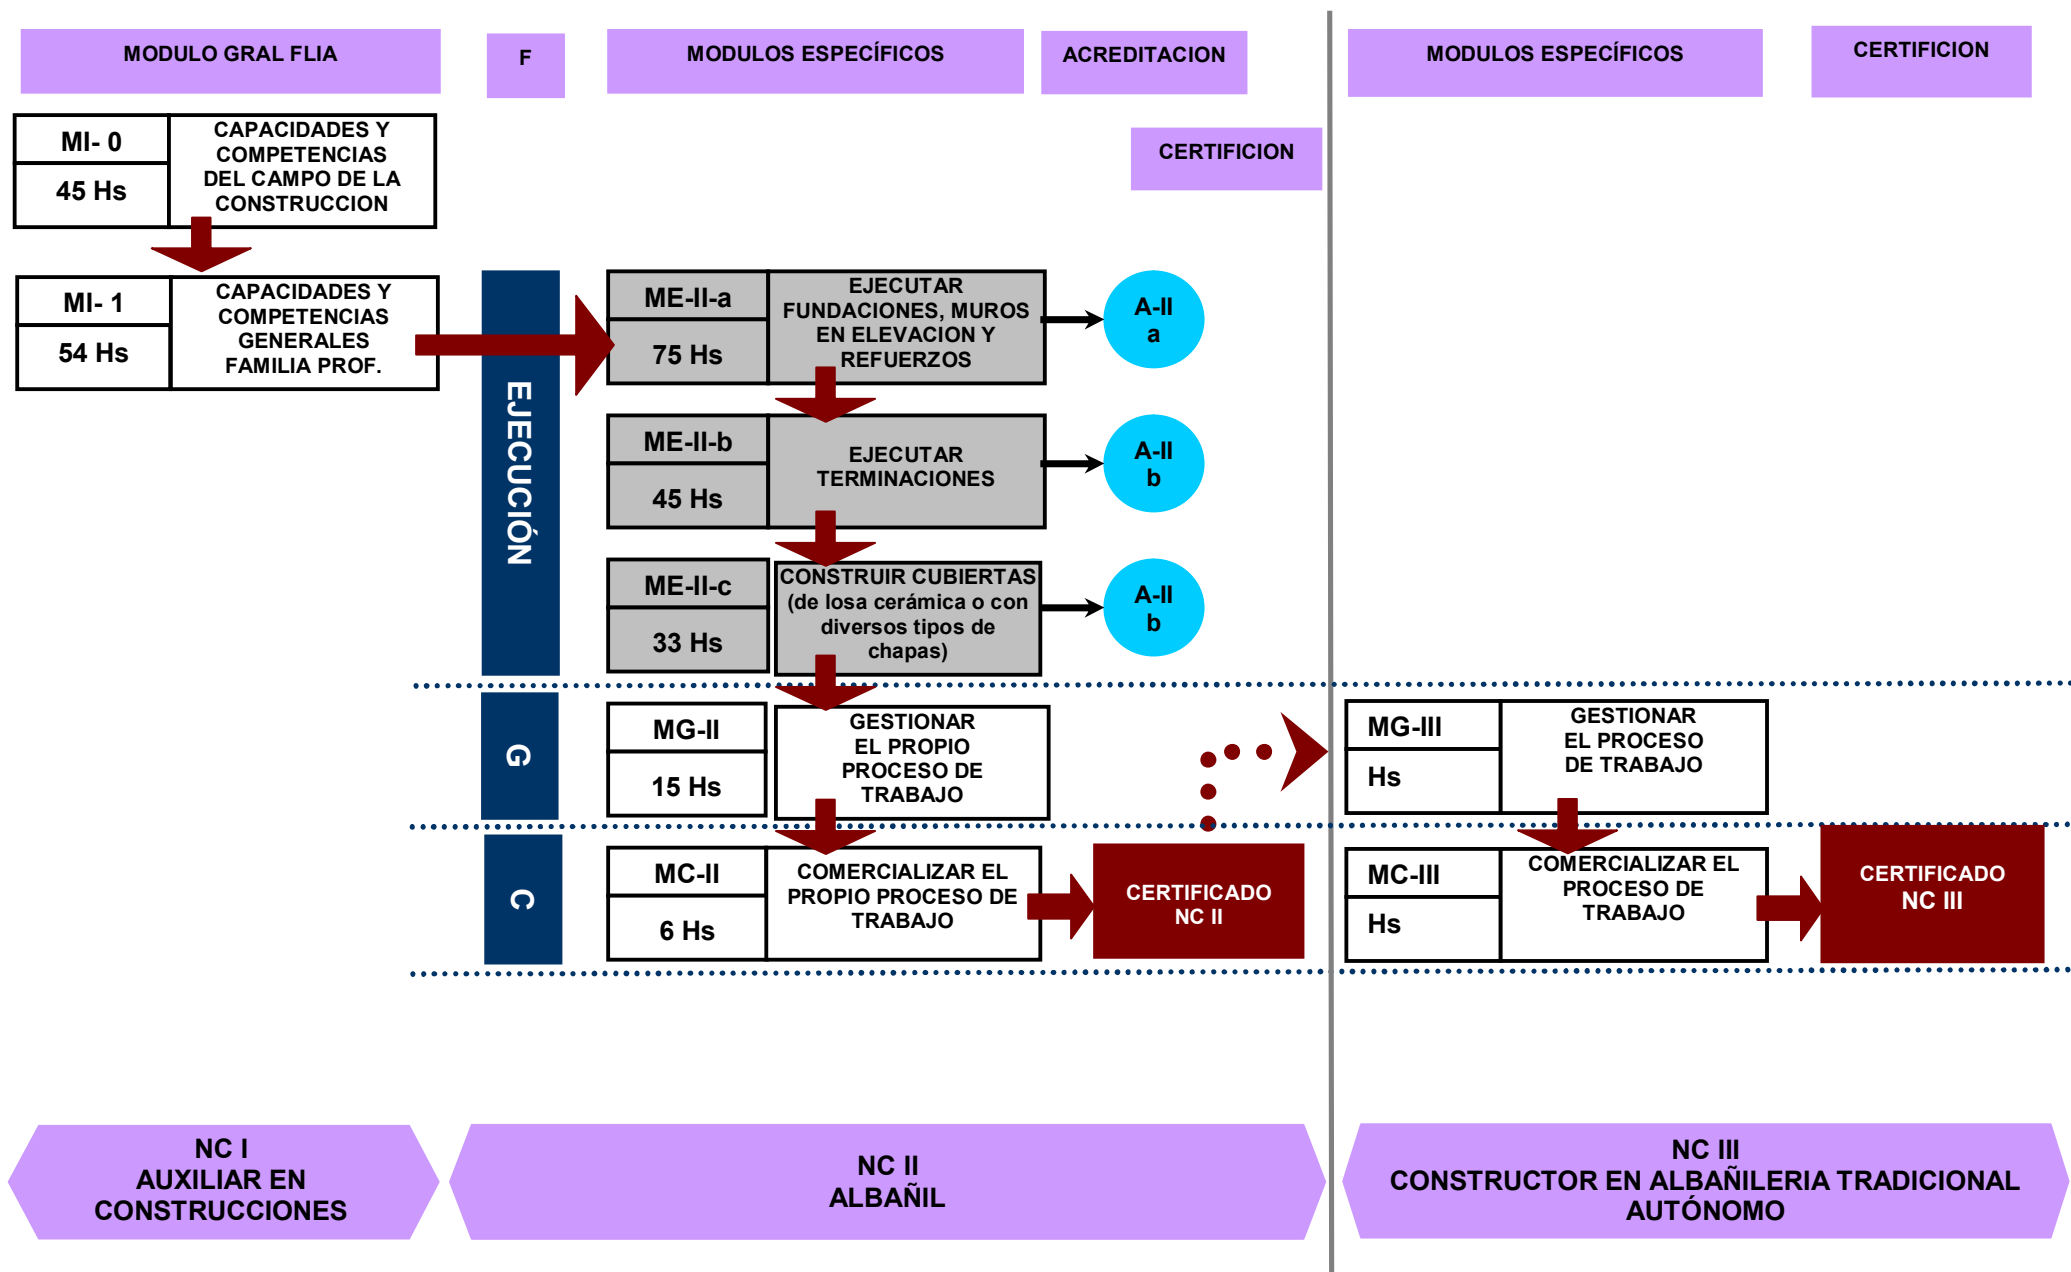 MODULO GRAL FLIA
F
MODULOS ESPECÍFICOS
ACREDITACION
MODULOS ESPECÍFICOS
CERTIFICION
CERTIFICION
MI- 0
45 Hs
CAPACIDADES Y
COMPETENCIAS
DEL CAMPO DE LA
CONSTRUCCION
MI- 1
54 Hs
CAPACIDADES Y
COMPETENCIAS
GENERALES
FAMILIA PROF.
EJECUCIÓN
ME-II-a
75 Hs
EJECUTAR
FUNDACIONES, MUROS
EN ELEVACION Y
REFUERZOS
A-II
a
ME-II-b
45 Hs
EJECUTAR
TERMINACIONES
A-II
b
ME-II-c
33 Hs
CONSTRUIR CUBIERTAS
(de losa cerámica o con
diversos tipos de
chapas)
A-II
b
G
MG-II
15 Hs
GESTIONAR
EL PROPIO
PROCESO DE
TRABAJO
MG-III
Hs
GESTIONAR
EL PROCESO
DE TRABAJO
C
MC-II
6 Hs
COMERCIALIZAR EL
PROPIO PROCESO DE
TRABAJO
CERTIFICADO
NC II
MC-III
Hs
COMERCIALIZAR EL
PROCESO DE
TRABAJO
CERTIFICADO
NC III
NC I
AUXILIAR EN
CONSTRUCCIONES
NC II
ALBAÑIL
NC III
CONSTRUCTOR EN ALBAÑILERIA TRADICIONAL
AUTÓNOMO